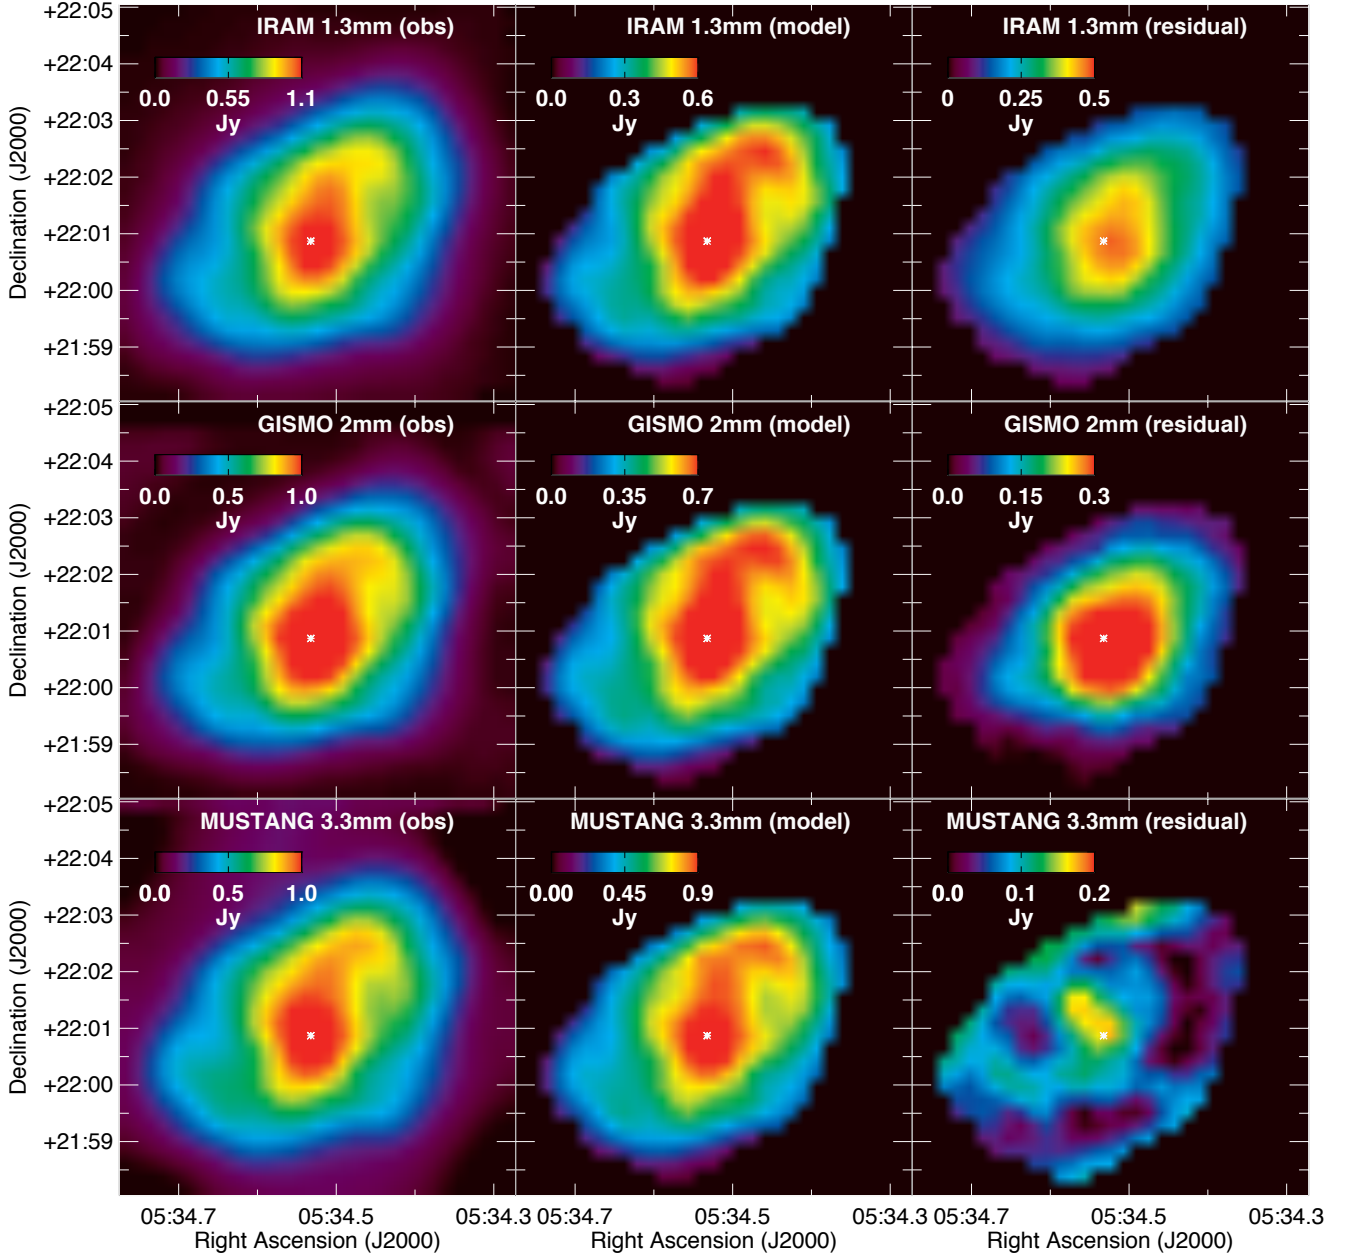 IRAM 1.3mm (obs)
0.0 0.55 1.1
Jy
IRAM 1.3mm (model)
0.0 0.3 0.6
Jy
IRAM 1.3mm (residual)
0 0.25 0.5
Jy
+22:05
+22:04
+22:03
+22:02
+22:01
+22:00
+21:59
Declination (J2000)
GISMO 2mm (obs)
0.0 0.5 1.0
Jy
GISMO 2mm (model)
0.0 0.35 0.7
Jy
GISMO 2mm (residual)
0.0 0.15 0.3
Jy
+22:05
+22:04
+22:03
+22:02
+22:01
+22:00
+21:59
Declination (J2000)
MUSTANG 3.3mm (obs)
0.0 0.5 1.0
Jy
MUSTANG 3.3mm (model)
0.00 0.45 0.9
Jy
MUSTANG 3.3mm (residual)
0.0 0.1 0.2
Jy
+22:05
+22:04
+22:03
+22:02
+22:01
+22:00
+21:59
Declination (J2000)
05:34.7 05:34.5 05:34.3
Right Ascension (J2000)
05:34.7 05:34.5 05:34.3
Right Ascension (J2000)
05:34.7 05:34.5 05:34.3
Right Ascension (J2000)